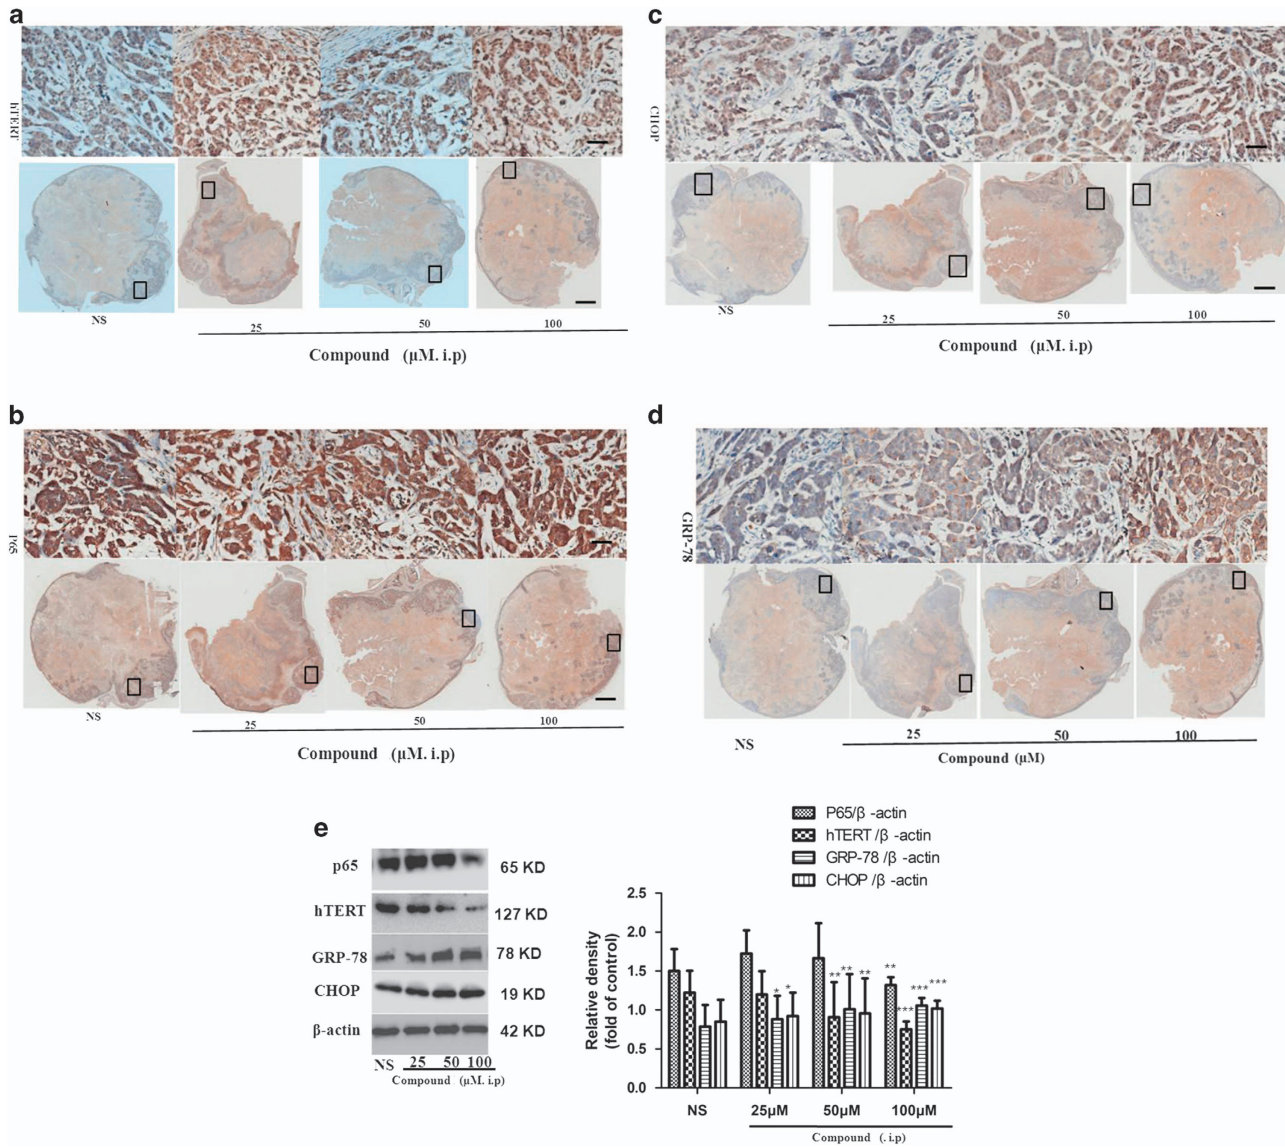 a
hTERT
NS
25
50
100
Compound (μM. i.p)
c
CHOP
25
50
100
Compound (μM. i.p)
b
P65
NS
25
50
100
Compound (μM. i.p)
d
GRP-78
NS
25
50
100
Compound (μM)
e
p65
65 KD
hTERT
127 KD
GRP-78
78 KD
CHOP
19 KD
β-actin
42 KD
NS
25
50
100
Compound (μM. i.p)
P65/β -actin
hTERT /β -actin
GRP-78 /β -actin
CHOP /β -actin
Relative density
(fold of control)
2.5
2.0
1.5
1.0
0.5
0.0
* * ** ** ** ** *** *** ***
NS
25μM
50μM
100μM
Compound (. i.p)